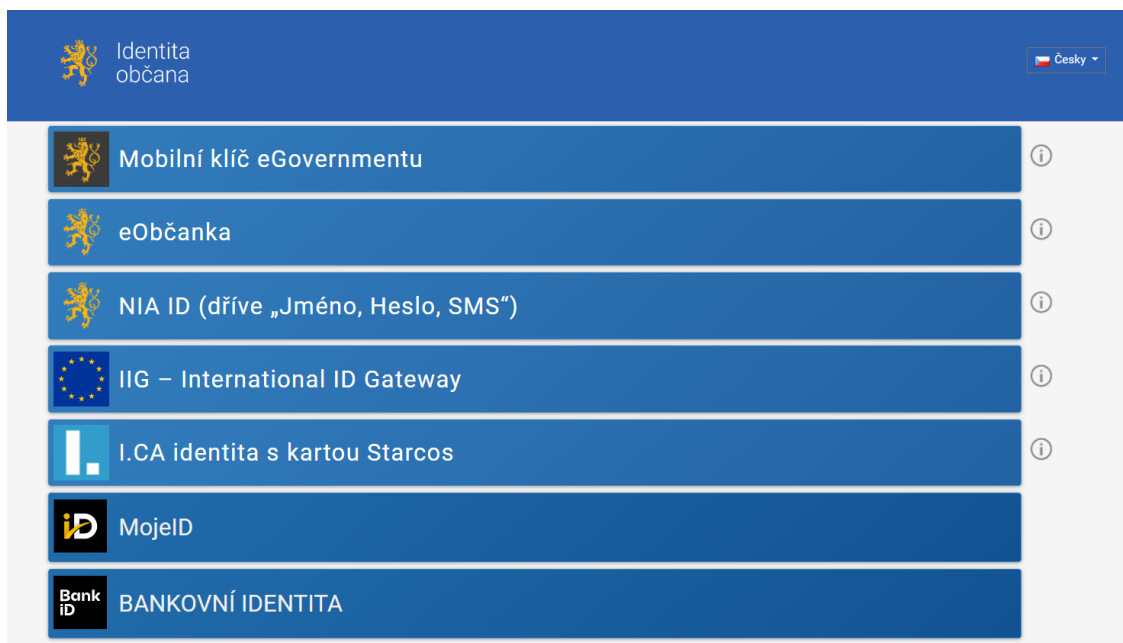 Identita
občana
Česky
Mobilní klíč eGovernmentu
eObčanka
NIA ID (dříve „Jméno, Heslo, SMS“)
IIG – International ID Gateway
I.CA identita s kartou Starcos
iD MojeID
Bank
iD
BANKOVNÍ IDENTITA